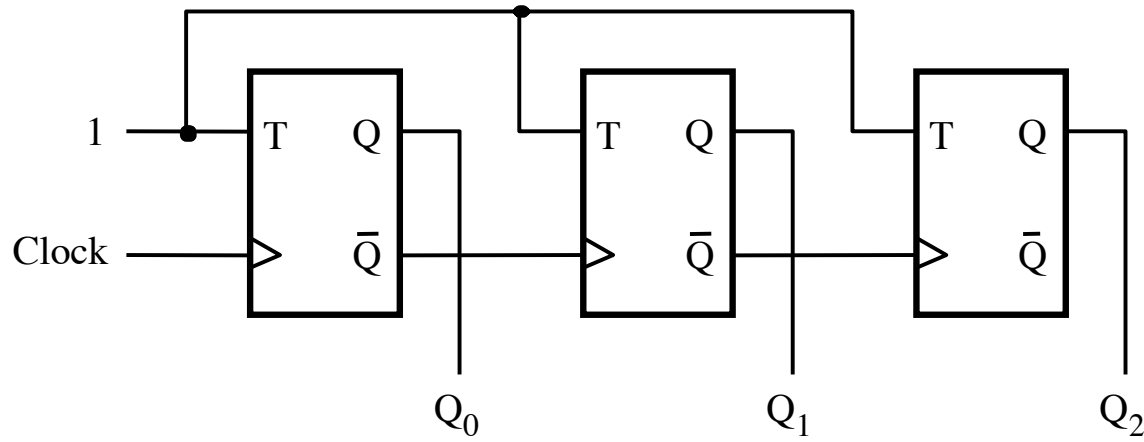 1 T Q T Q T Q
Clock Q̄ Q̄ Q̄
Q₀ Q₁ Q₂